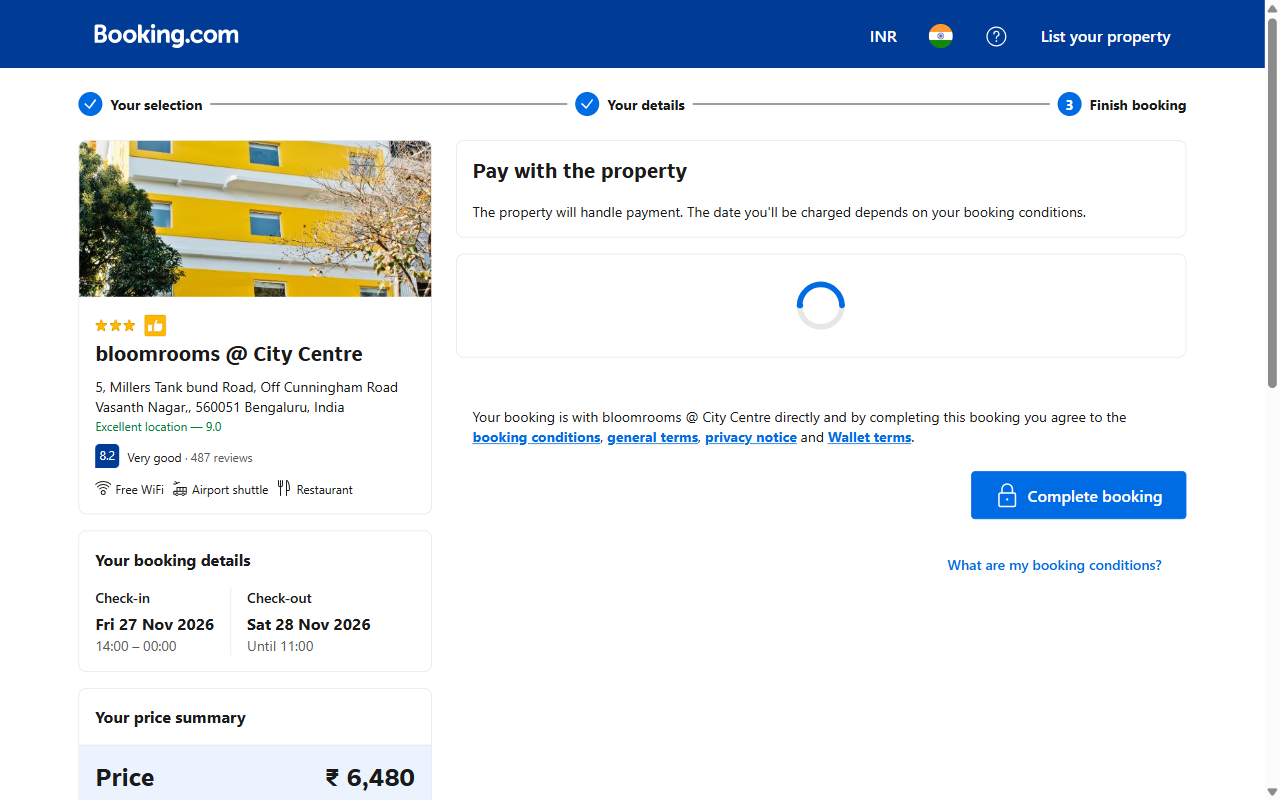 Booking.com
INR
?
List your property
Your selection
Your details
3 Finish booking
bloomrooms @ City Centre
5, Millers Tank bund Road, Off Cunningham Road
Vasanth Nagar,, 560051 Bengaluru, India
Excellent location — 9.0
8.2 Very good · 487 reviews
Free WiFi Airport shuttle Restaurant
Your booking details
Check-in
Fri 27 Nov 2026
14:00 – 00:00
Check-out
Sat 28 Nov 2026
Until 11:00
Your price summary
Price ₹ 6,480
Pay with the property
The property will handle payment. The date you'll be charged depends on your booking conditions.
Your booking is with bloomrooms @ City Centre directly and by completing this booking you agree to the
booking conditions, general terms, privacy notice and Wallet terms.
Complete booking
What are my booking conditions?